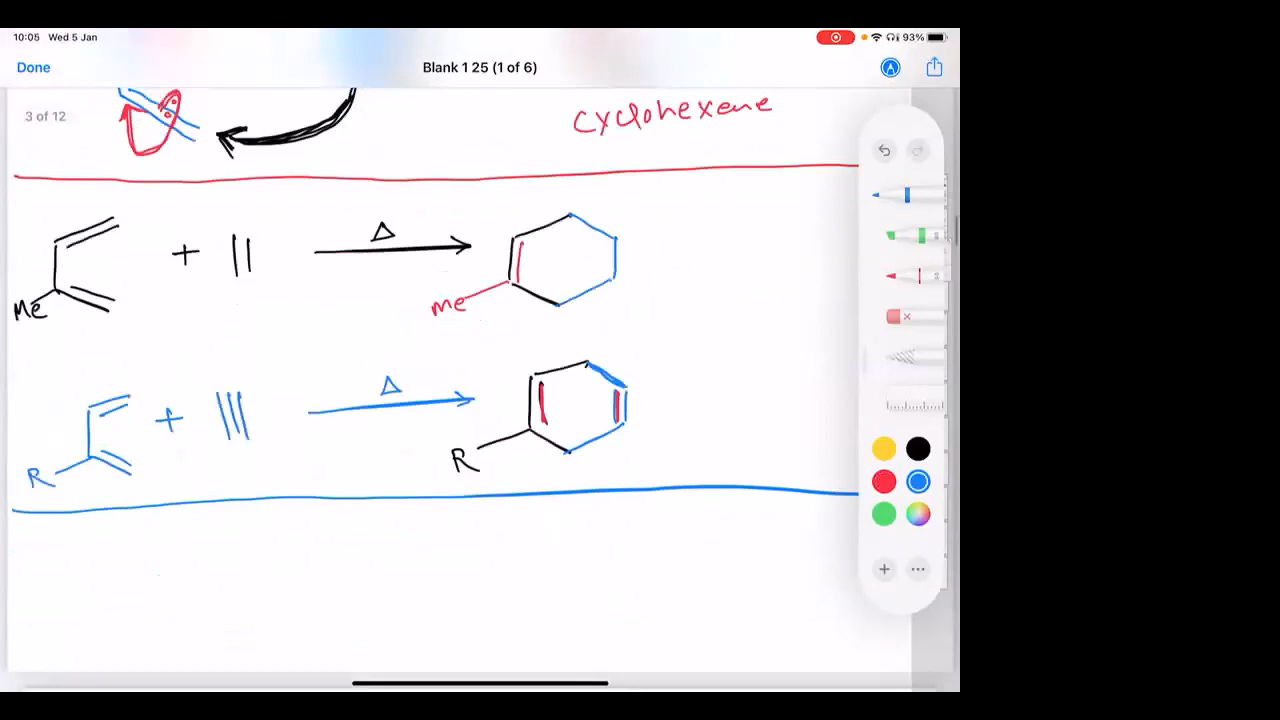 10:05 Wed 5 Jan
93%
Done
Blank 1 25 (1 of 6)
3 of 12
cyclohexene
+ || Δ
Me
Me
+ ||| Δ
R
R